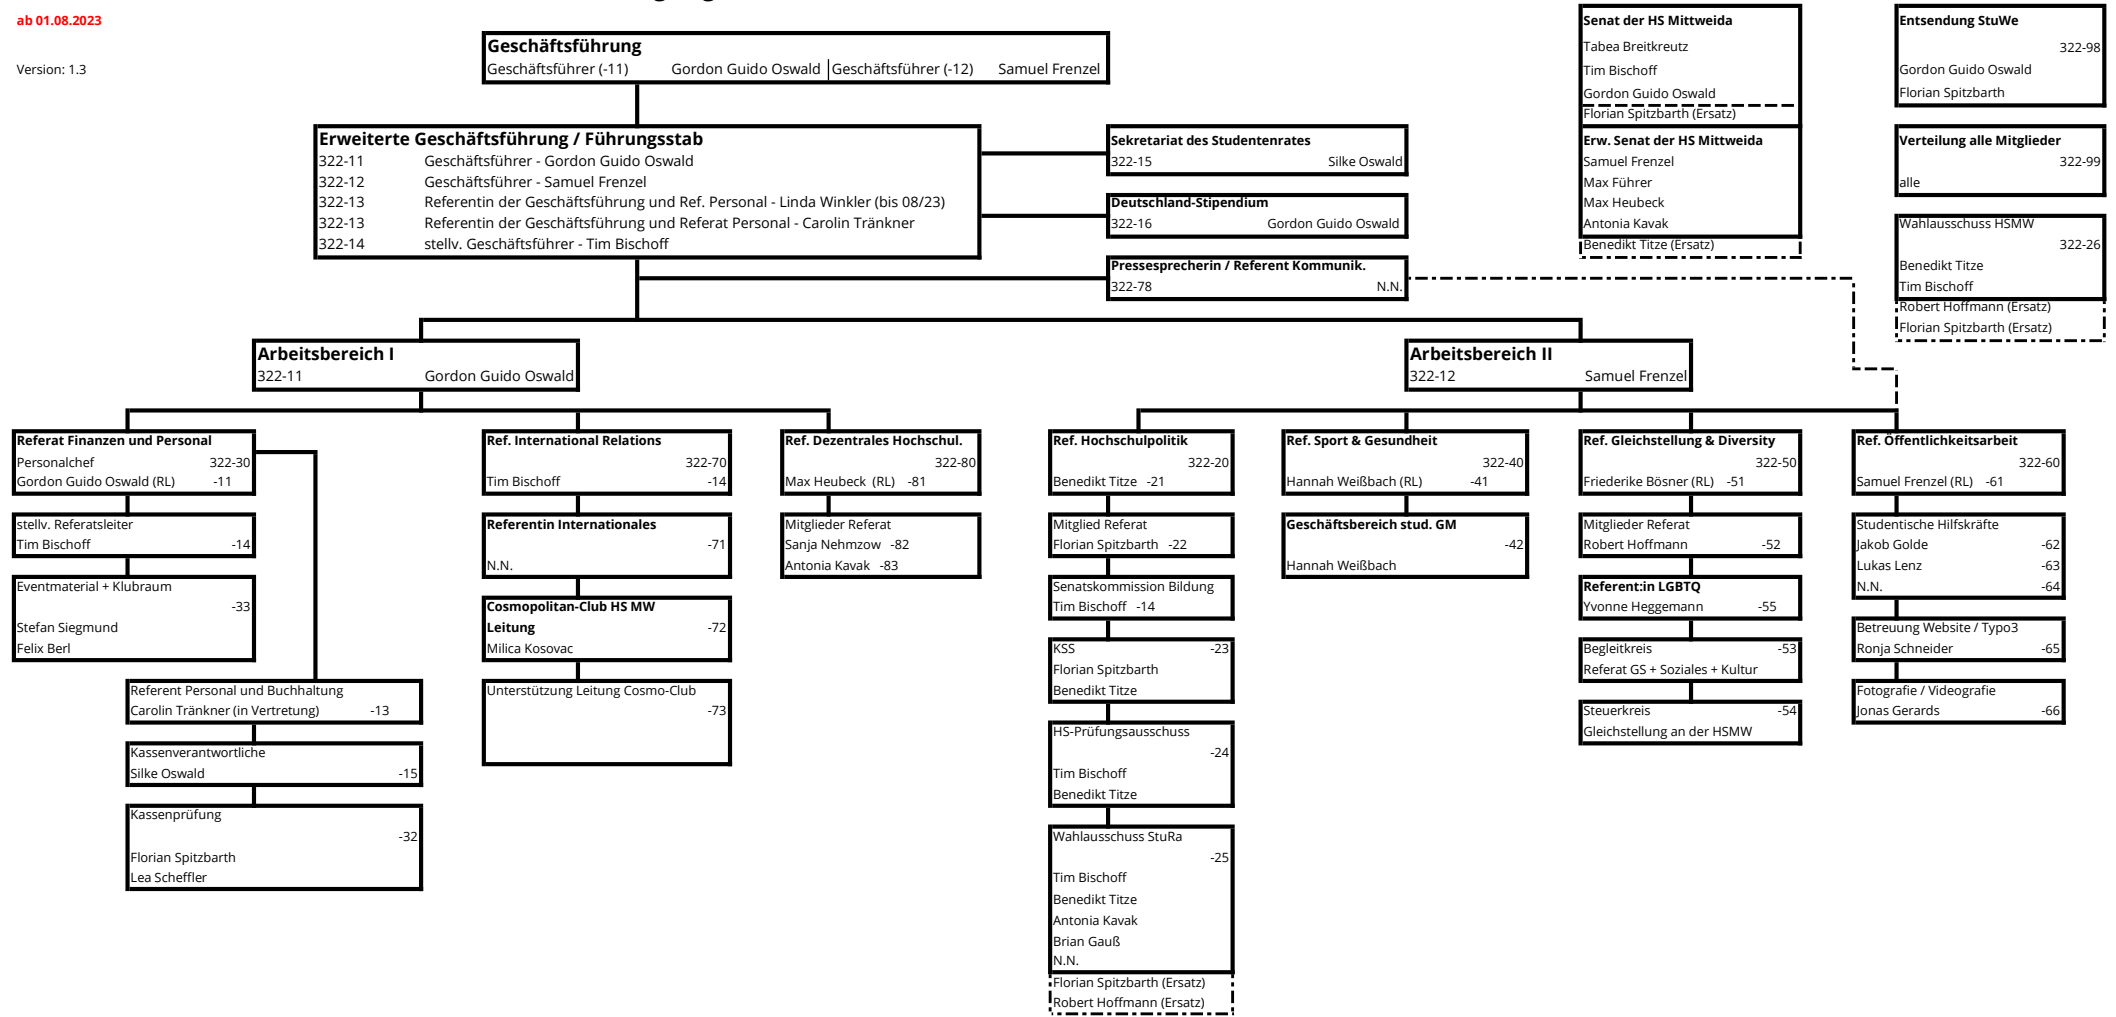 ab 01.08.2023
Version: 1.3
Geschäftsführung
Geschäftsführer (-11) Gordon Guido Oswald Geschäftsführer (-12) Samuel Frenzel
Erweiterte Geschäftsführung / Führungsstab
322-11 Geschäftsführer - Gordon Guido Oswald
322-12 Geschäftsführer - Samuel Frenzel
322-13 Referentin der Geschäftsführung und Ref. Personal - Linda Winkler (bis 08/23)
322-13 Referentin der Geschäftsführung und Referat Personal - Carolin Tränkner
322-14 stellv. Geschäftsführer - Tim Bischoff
Sekretariat des Studentenrates
322-15 Silke Oswald
Deutschland-Stipendium
322-16 Gordon Guido Oswald
Pressesprecherin / Referent Kommunik.
322-78 N.N.
Senat der HS Mittweida
Tabea Breitkreutz
Tim Bischoff
Gordon Guido Oswald
Florian Spitzbarth (Ersatz)
Erw. Senat der HS Mittweida
Samuel Frenzel
Max Führer
Max Heubeck
Antonia Kavak
Benedikt Titze (Ersatz)
Entsendung StuWe
322-98
Gordon Guido Oswald
Florian Spitzbarth
Verteilung alle Mitglieder
322-99
alle
Wahlausschuss HSMW
322-26
Benedikt Titze
Tim Bischoff
Robert Hoffmann (Ersatz)
Florian Spitzbarth (Ersatz)
Arbeitsbereich I
322-11 Gordon Guido Oswald
Arbeitsbereich II
322-12 Samuel Frenzel
Referat Finanzen und Personal
Personalchef 322-30
Gordon Guido Oswald (RL) -11
stellv. Referatsleiter
Tim Bischoff -14
Eventmaterial + Klubraum
-33
Stefan Siegmund
Felix Berl
Referent Personal und Buchhaltung
Carolin Tränkner (in Vertretung) -13
Kassenverantwortliche
Silke Oswald -15
Kassenprüfung
-32
Florian Spitzbarth
Lea Scheffler
Ref. International Relations
322-70
Tim Bischoff -14
Referentin Internationales
-71
N.N.
Cosmopolitan-Club HS MW
Leitung -72
Milica Kosovac
Unterstützung Leitung Cosmo-Club
-73
Ref. Dezentrales Hochschul.
322-80
Max Heubeck (RL) -81
Mitglieder Referat
Sanja Nehmzow -82
Antonia Kavak -83
Ref. Hochschulpolitik
322-20
Benedikt Titze -21
Mitglied Referat
Florian Spitzbarth -22
Senatskommission Bildung
Tim Bischoff -14
KSS -23
Florian Spitzbarth
Benedikt Titze
HS-Prüfungsausschuss
-24
Tim Bischoff
Benedikt Titze
Wahlausschuss StuRa
-25
Tim Bischoff
Benedikt Titze
Antonia Kavak
Brian Gauß
N.N.
Florian Spitzbarth (Ersatz)
Robert Hoffmann (Ersatz)
Ref. Sport & Gesundheit
322-40
Hannah Weißbach (RL) -41
Geschäftsbereich stud. GM
-42
Hannah Weißbach
Ref. Gleichstellung & Diversity
322-50
Friederike Bösner (RL) -51
Mitglieder Referat
Robert Hoffmann -52
Referent:in LGBTQ
Yvonne Heggemann -55
Begleitkreis -53
Referat GS + Soziales + Kultur
Steuerkreis -54
Gleichstellung an der HSMW
Ref. Öffentlichkeitsarbeit
322-60
Samuel Frenzel (RL) -61
Studentische Hilfskräfte
Jakob Golde -62
Lukas Lenz -63
N.N. -64
Betreuung Website / Typo3
Ronja Schneider -65
Fotografie / Videografie
Jonas Gerards -66